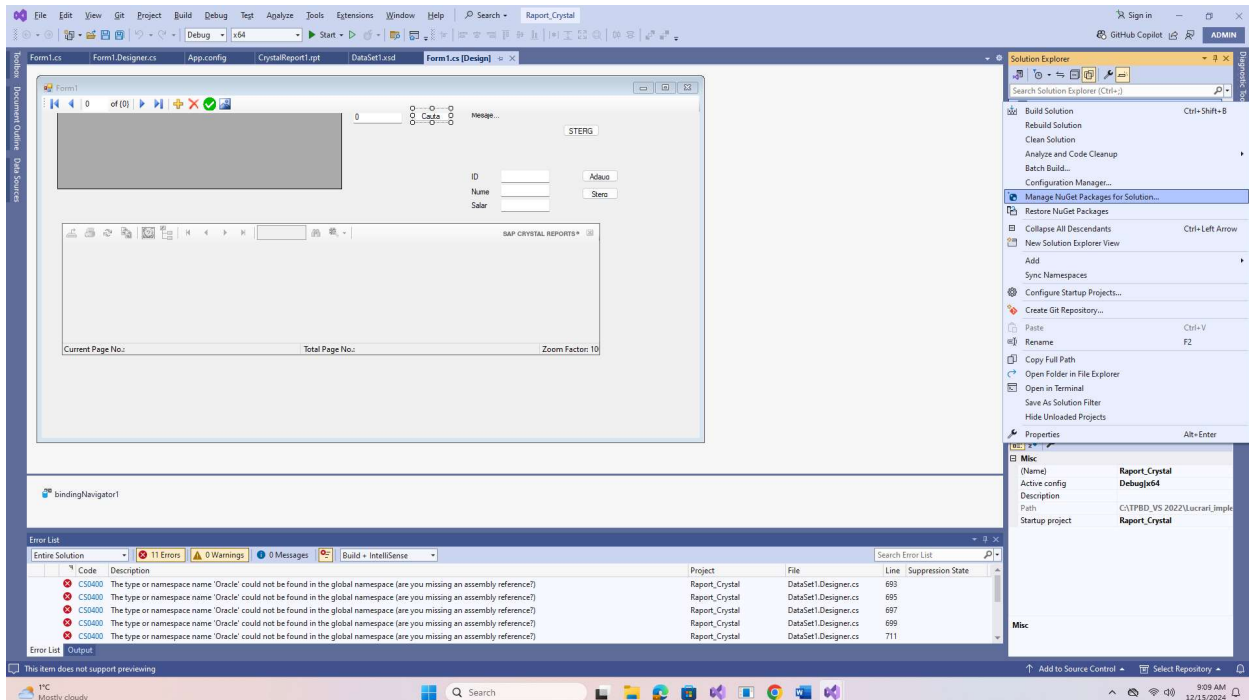 File Edit View Git Project Build Debug Test Analyze Tools Extensions Window Help Search Raport_Crystal Sign in
Debug x64 Start GitHub Copilot ADMIN
Toolbox
Document Outline
Data Sources
Form1.cs Form1.Designer.cs App.config CrystalReport1.rpt DataSet1.xsd Form1.cs [Design]
Form1
0 of {0}
0 Cauta Mesaje...
STERG
ID Adaug
Nume Sterg
Salar
SAP CRYSTAL REPORTS®
Current Page No.: Total Page No.: Zoom Factor: 10
bindingNavigator1
Solution Explorer
Search Solution Explorer (Ctrl+;)
Build Solution Ctrl+Shift+B
Rebuild Solution
Clean Solution
Analyze and Code Cleanup
Batch Build...
Configuration Manager...
Manage NuGet Packages for Solution...
Restore NuGet Packages
Collapse All Descendants Ctrl+Left Arrow
New Solution Explorer View
Add
Sync Namespaces
Configure Startup Projects...
Create Git Repository...
Paste Ctrl+V
Rename F2
Copy Full Path
Open Folder in File Explorer
Open in Terminal
Save As Solution Filter
Hide Unloaded Projects
Properties Alt+Enter
Misc
(Name) Raport_Crystal
Active config Debug|x64
Description
Path C:\TPBD_VS 2022\Lucrari_imple
Startup project Raport_Crystal
Misc
Error List
Entire Solution 11 Errors 0 Warnings 0 Messages Build + IntelliSense Search Error List
Code Description Project File Line Suppression State
CS0400 The type or namespace name 'Oracle' could not be found in the global namespace (are you missing an assembly reference?) Raport_Crystal DataSet1.Designer.cs 693
CS0400 The type or namespace name 'Oracle' could not be found in the global namespace (are you missing an assembly reference?) Raport_Crystal DataSet1.Designer.cs 695
CS0400 The type or namespace name 'Oracle' could not be found in the global namespace (are you missing an assembly reference?) Raport_Crystal DataSet1.Designer.cs 697
CS0400 The type or namespace name 'Oracle' could not be found in the global namespace (are you missing an assembly reference?) Raport_Crystal DataSet1.Designer.cs 699
CS0400 The type or namespace name 'Oracle' could not be found in the global namespace (are you missing an assembly reference?) Raport_Crystal DataSet1.Designer.cs 711
Error List Output
This item does not support previewing Add to Source Control Select Repository
1°C
Mostly cloudy
Search
9:09 AM
12/15/2024